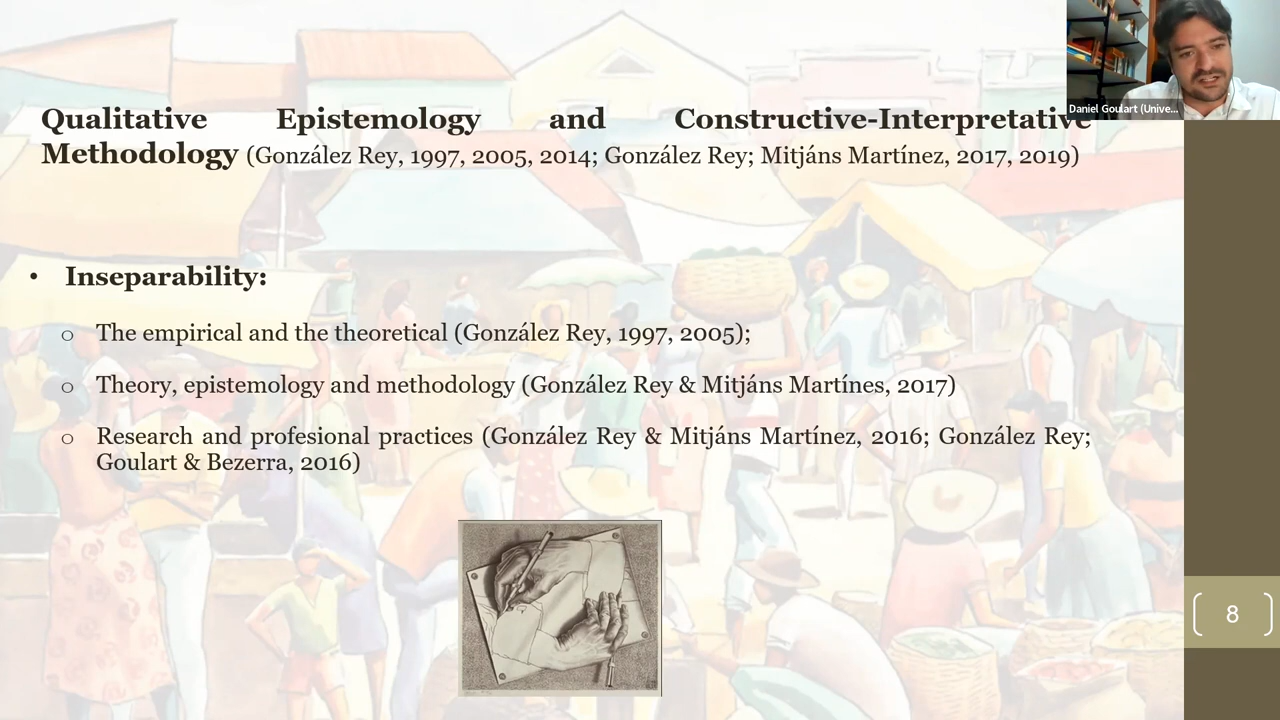 Daniel Goulart (Unive...
Qualitative Epistemology and Constructive-Interpretative
Methodology (González Rey, 1997, 2005, 2014; González Rey; Mitjáns Martínez, 2017, 2019)
• Inseparability:
o The empirical and the theoretical (González Rey, 1997, 2005);
o Theory, epistemology and methodology (González Rey & Mitjáns Martínes, 2017)
o Research and profesional practices (González Rey & Mitjáns Martínez, 2016; González Rey;
Goulart & Bezerra, 2016)
8